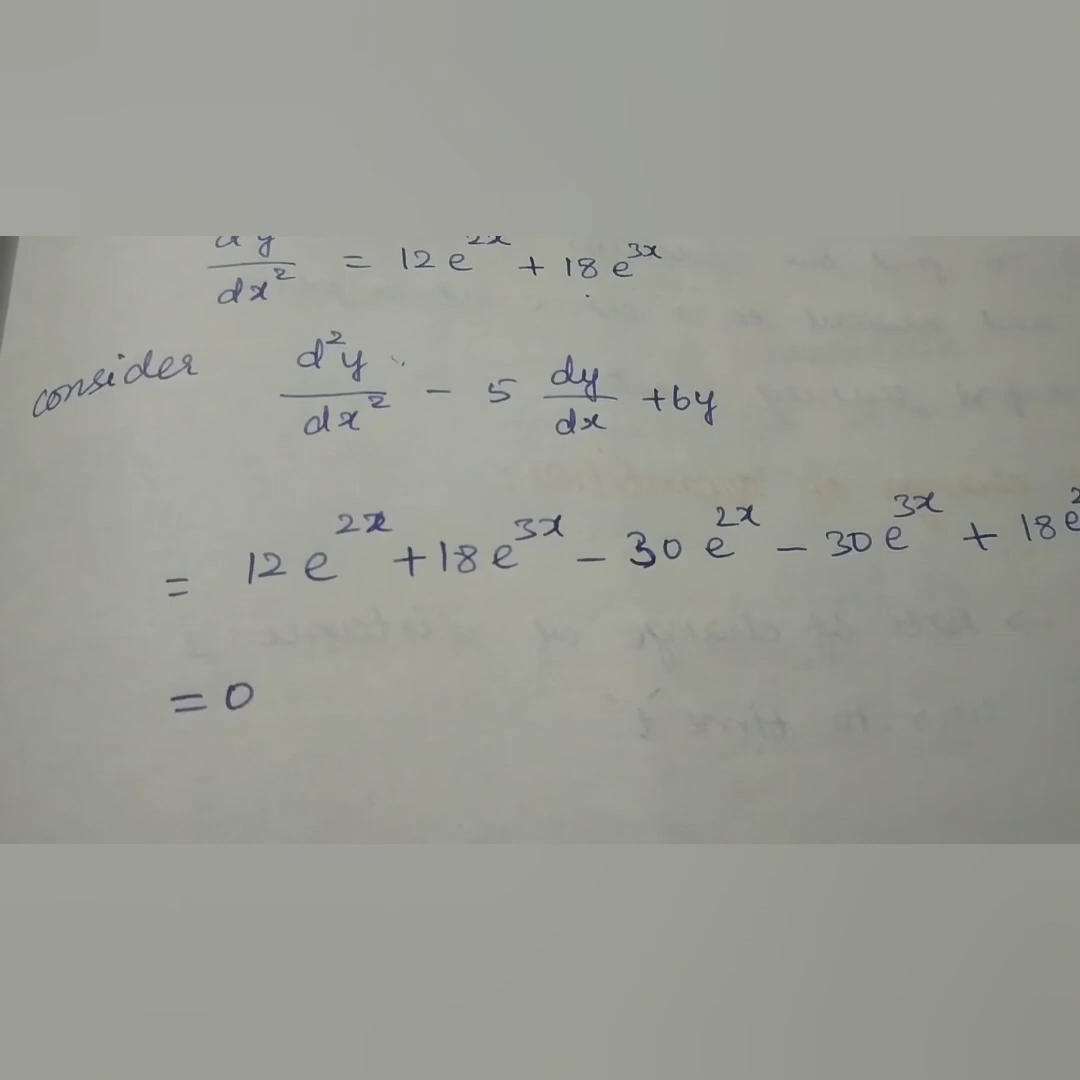 d²y/dx² = 12e^2x + 18e^3x
consider d²y/dx² - 5 dy/dx + 6y
= 12e^2x + 18e^3x - 30e^2x - 30e^3x + 18e^2
= 0